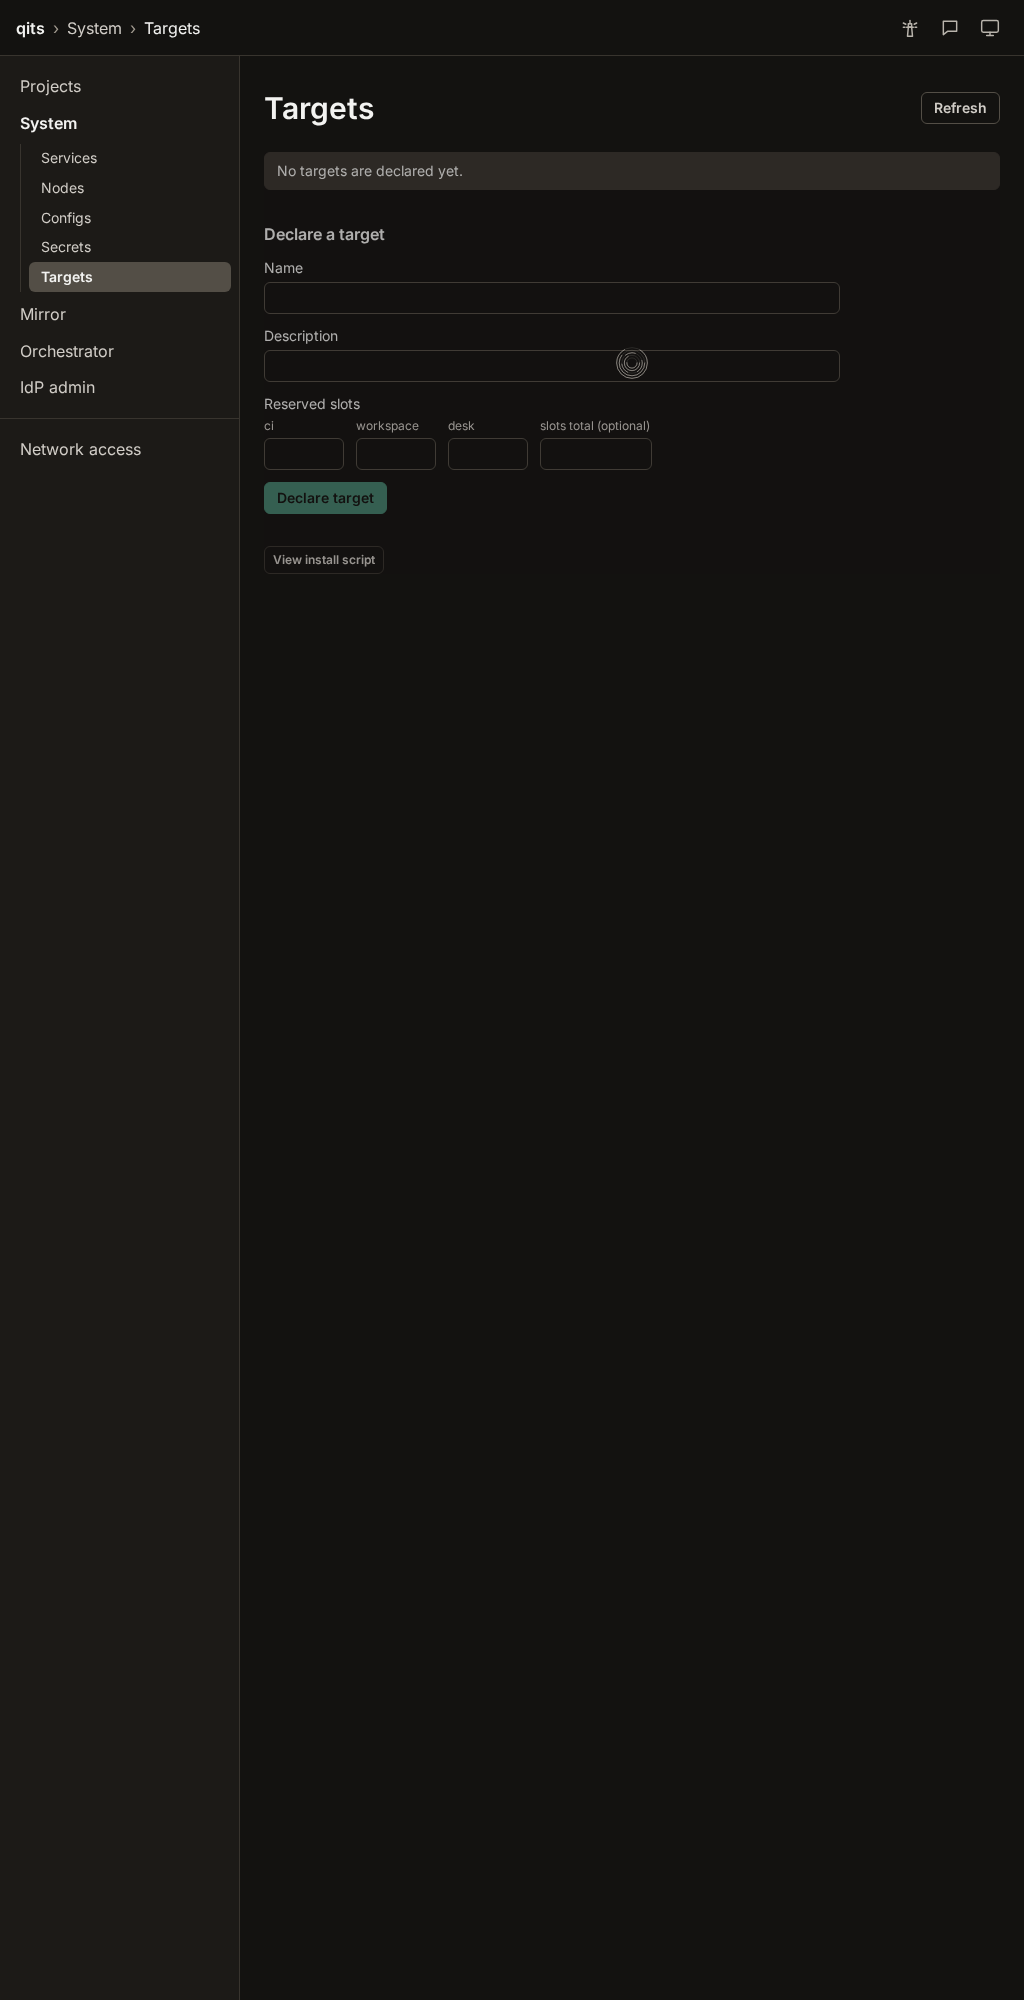 qits › System › Targets
Projects
System
Services
Nodes
Configs
Secrets
Targets
Mirror
Orchestrator
IdP admin
Network access
Targets
Refresh
No targets are declared yet.
Declare a target
Name
Description
Reserved slots
ci workspace desk slots total (optional)
Declare target
View install script